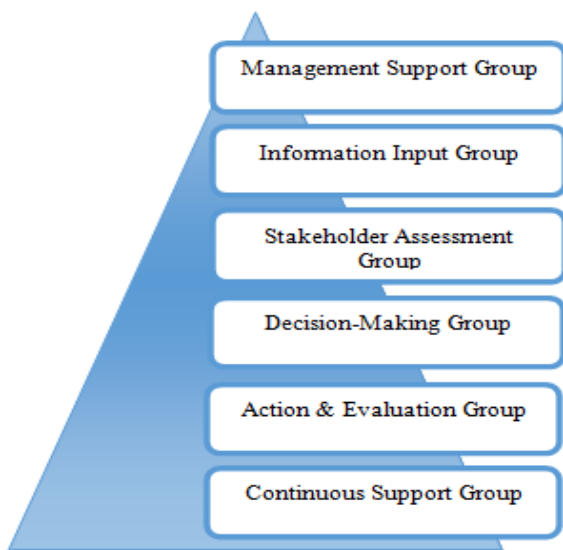 Management Support Group
Information Input Group
Stakeholder Assessment
Group
Decision-Making Group
Action & Evaluation Group
Continuous Support Group